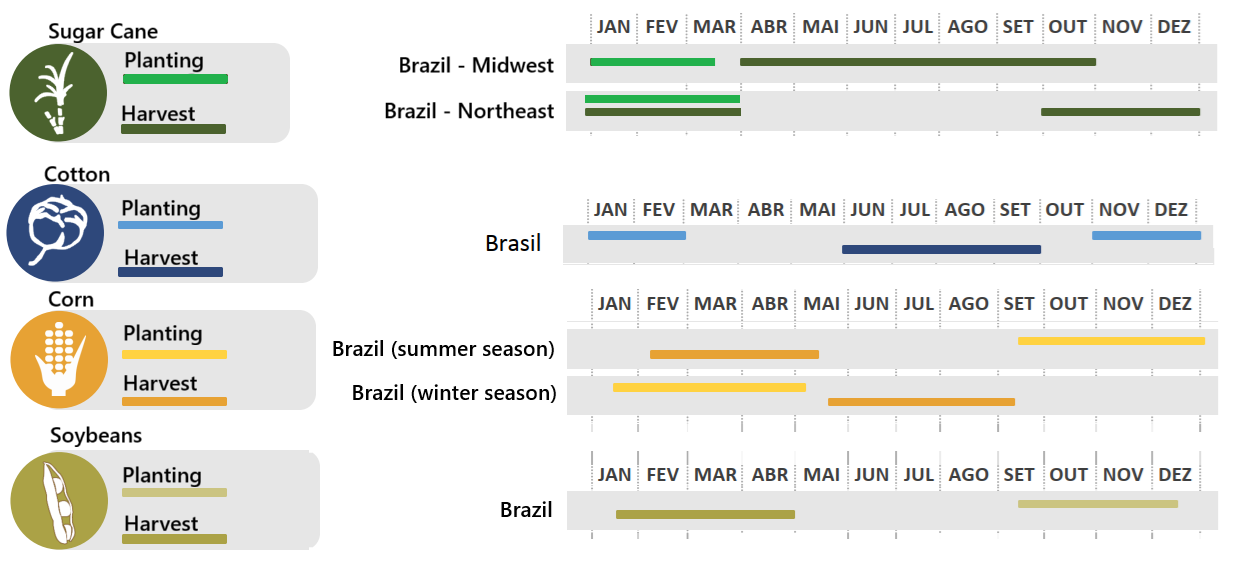 Sugar Cane
Planting
Harvest
JAN FEV MAR ABR MAI JUN JUL AGO SET OUT NOV DEZ
Brazil - Midwest
Brazil - Northeast
Cotton
Planting
Harvest
JAN FEV MAR ABR MAI JUN JUL AGO SET OUT NOV DEZ
Brasil
Corn
Planting
Harvest
JAN FEV MAR ABR MAI JUN JUL AGO SET OUT NOV DEZ
Brazil (summer season)
Brazil (winter season)
Soybeans
Planting
Harvest
JAN FEV MAR ABR MAI JUN JUL AGO SET OUT NOV DEZ
Brazil